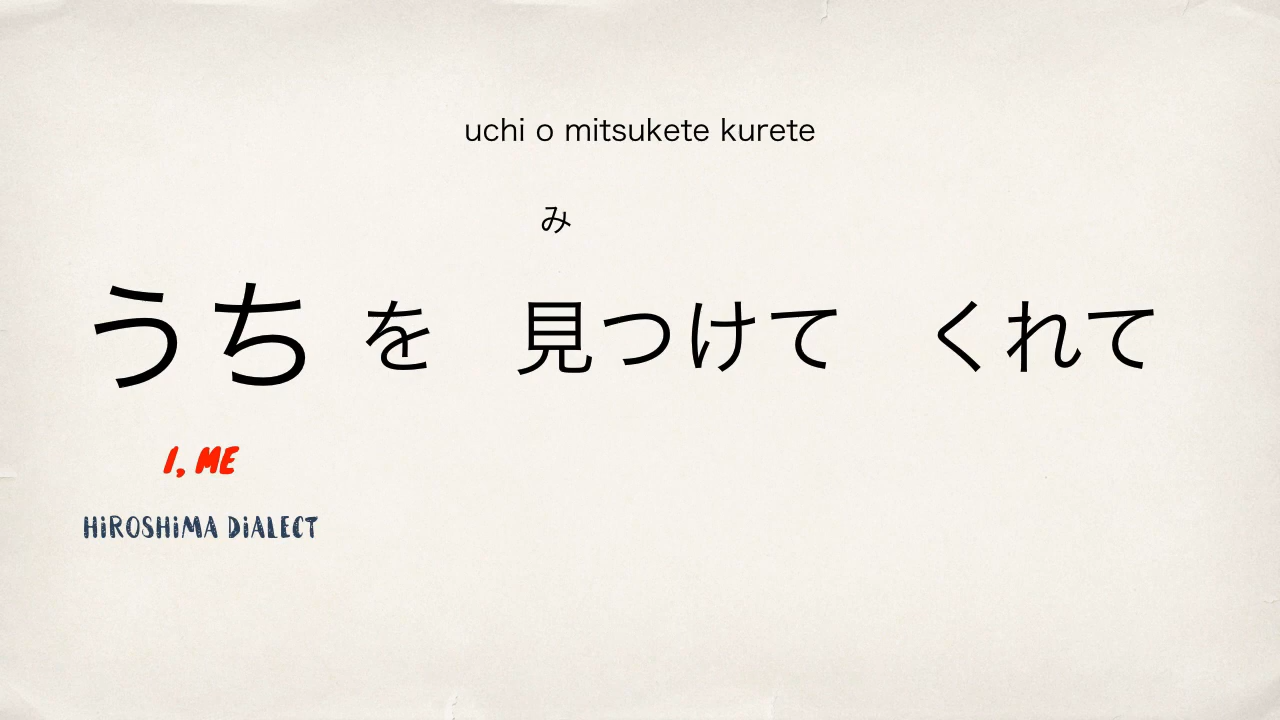 uchi o mitsukete kurete
み
うち を 見つけて くれて
I, ME
HiROSHiMA DiALECT